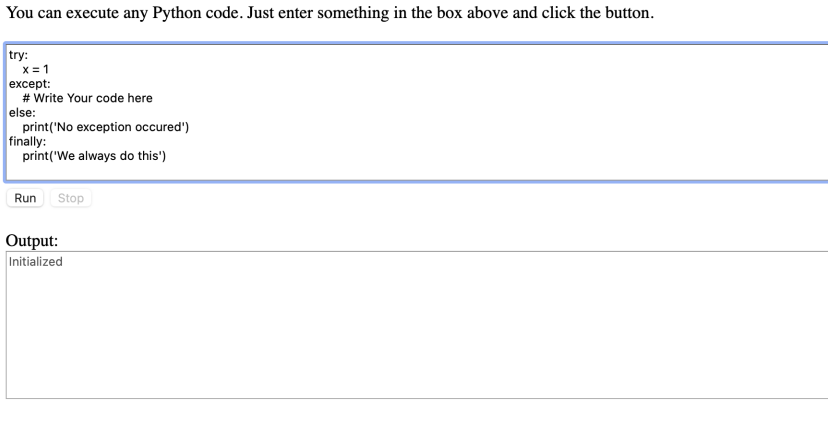 You can execute any Python code. Just enter something in the box above and click the button.
try:
    x = 1
except:
    # Write Your code here
else:
    print('No exception occured')
finally:
    print('We always do this')
Run Stop
Output:
Initialized